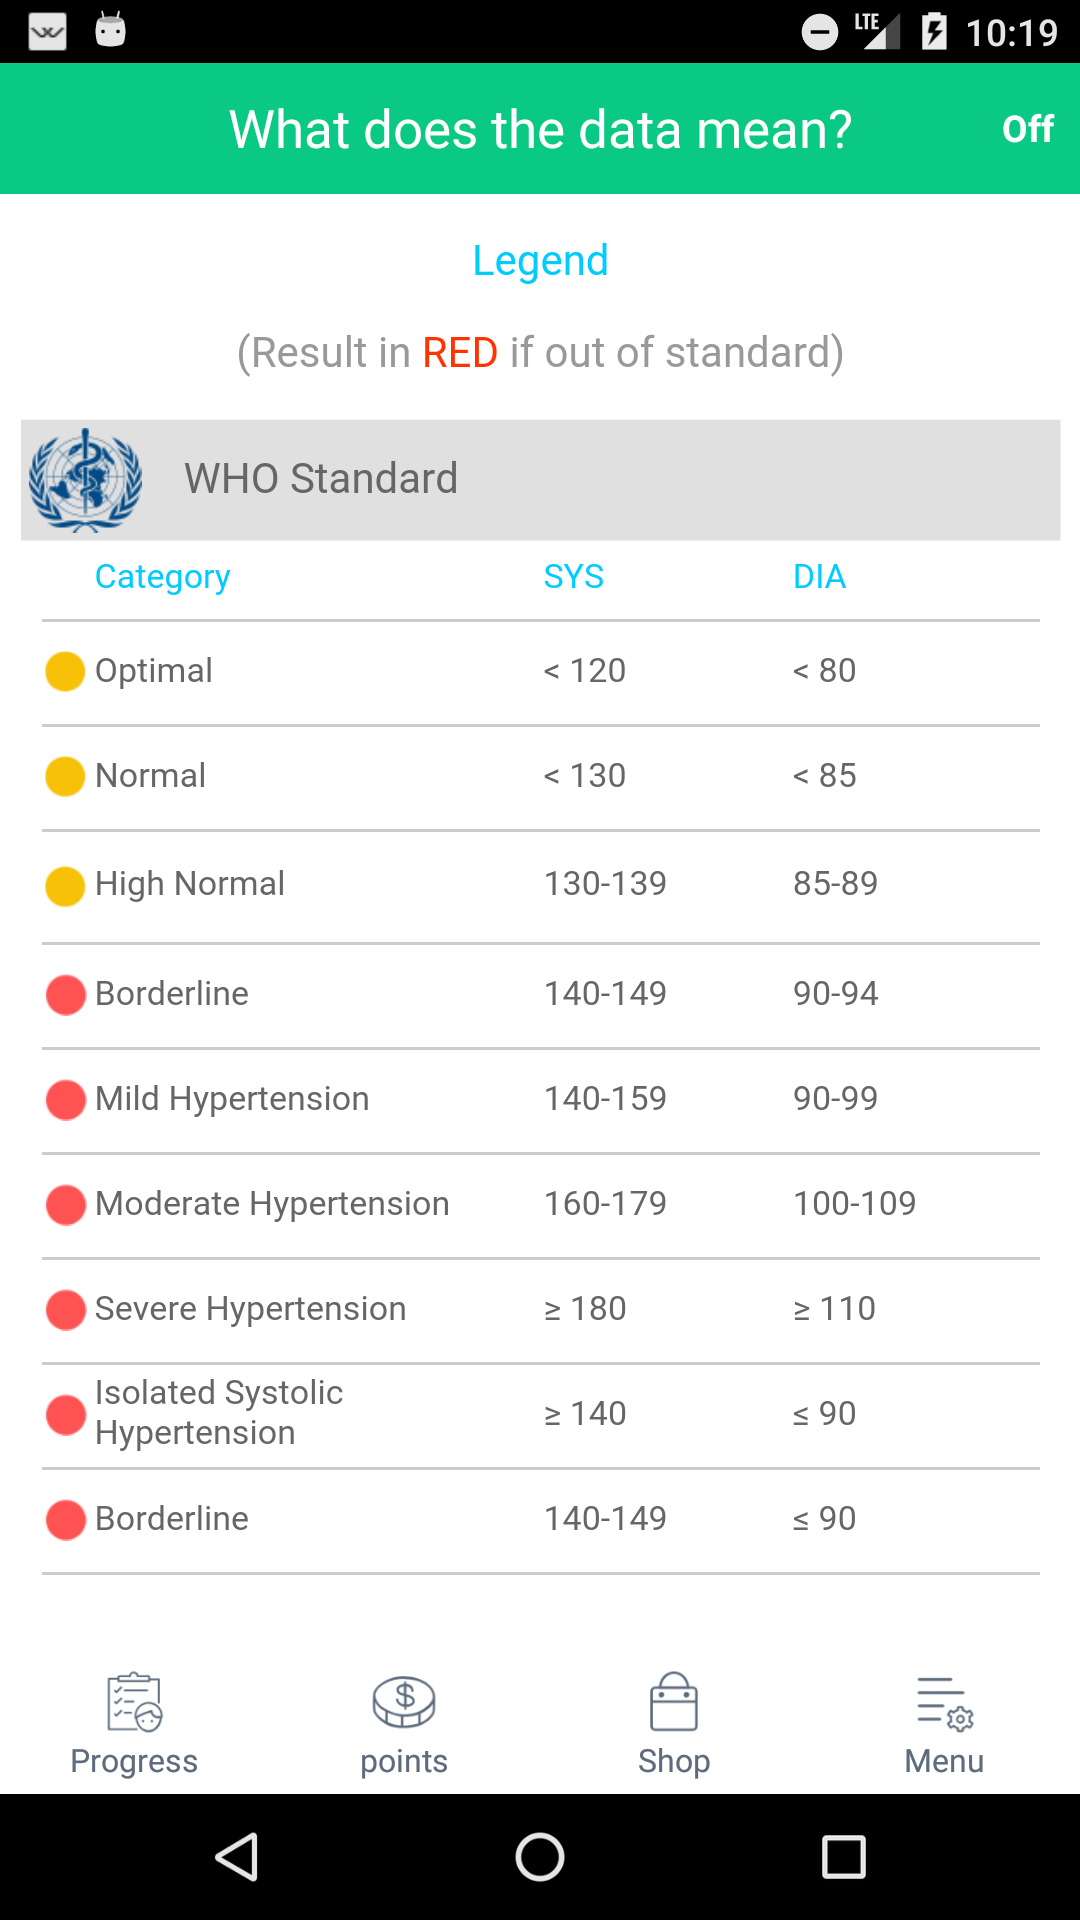 LTE 10:19
What does the data mean? Off
Legend
(Result in RED if out of standard)
WHO Standard
Category SYS DIA
Optimal < 120 < 80
Normal < 130 < 85
High Normal 130-139 85-89
Borderline 140-149 90-94
Mild Hypertension 140-159 90-99
Moderate Hypertension 160-179 100-109
Severe Hypertension ≥ 180 ≥ 110
Isolated Systolic
Hypertension ≥ 140 ≤ 90
Borderline 140-149 ≤ 90
Progress points Shop Menu